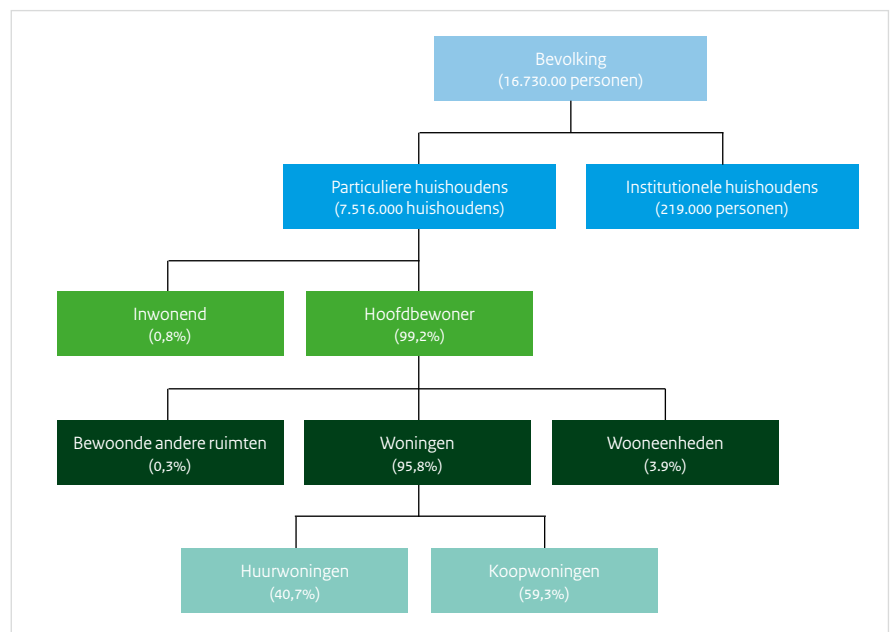 Bevolking
(16.730.00 personen)
Particuliere huishoudens
(7.516.000 huishoudens)
Institutionele huishoudens
(219.000 personen)
Inwonend
(0,8%)
Hoofdbewoner
(99,2%)
Bewoonde andere ruimten
(0,3%)
Woningen
(95,8%)
Wooneenheden
(3.9%)
Huurwoningen
(40,7%)
Koopwoningen
(59,3%)